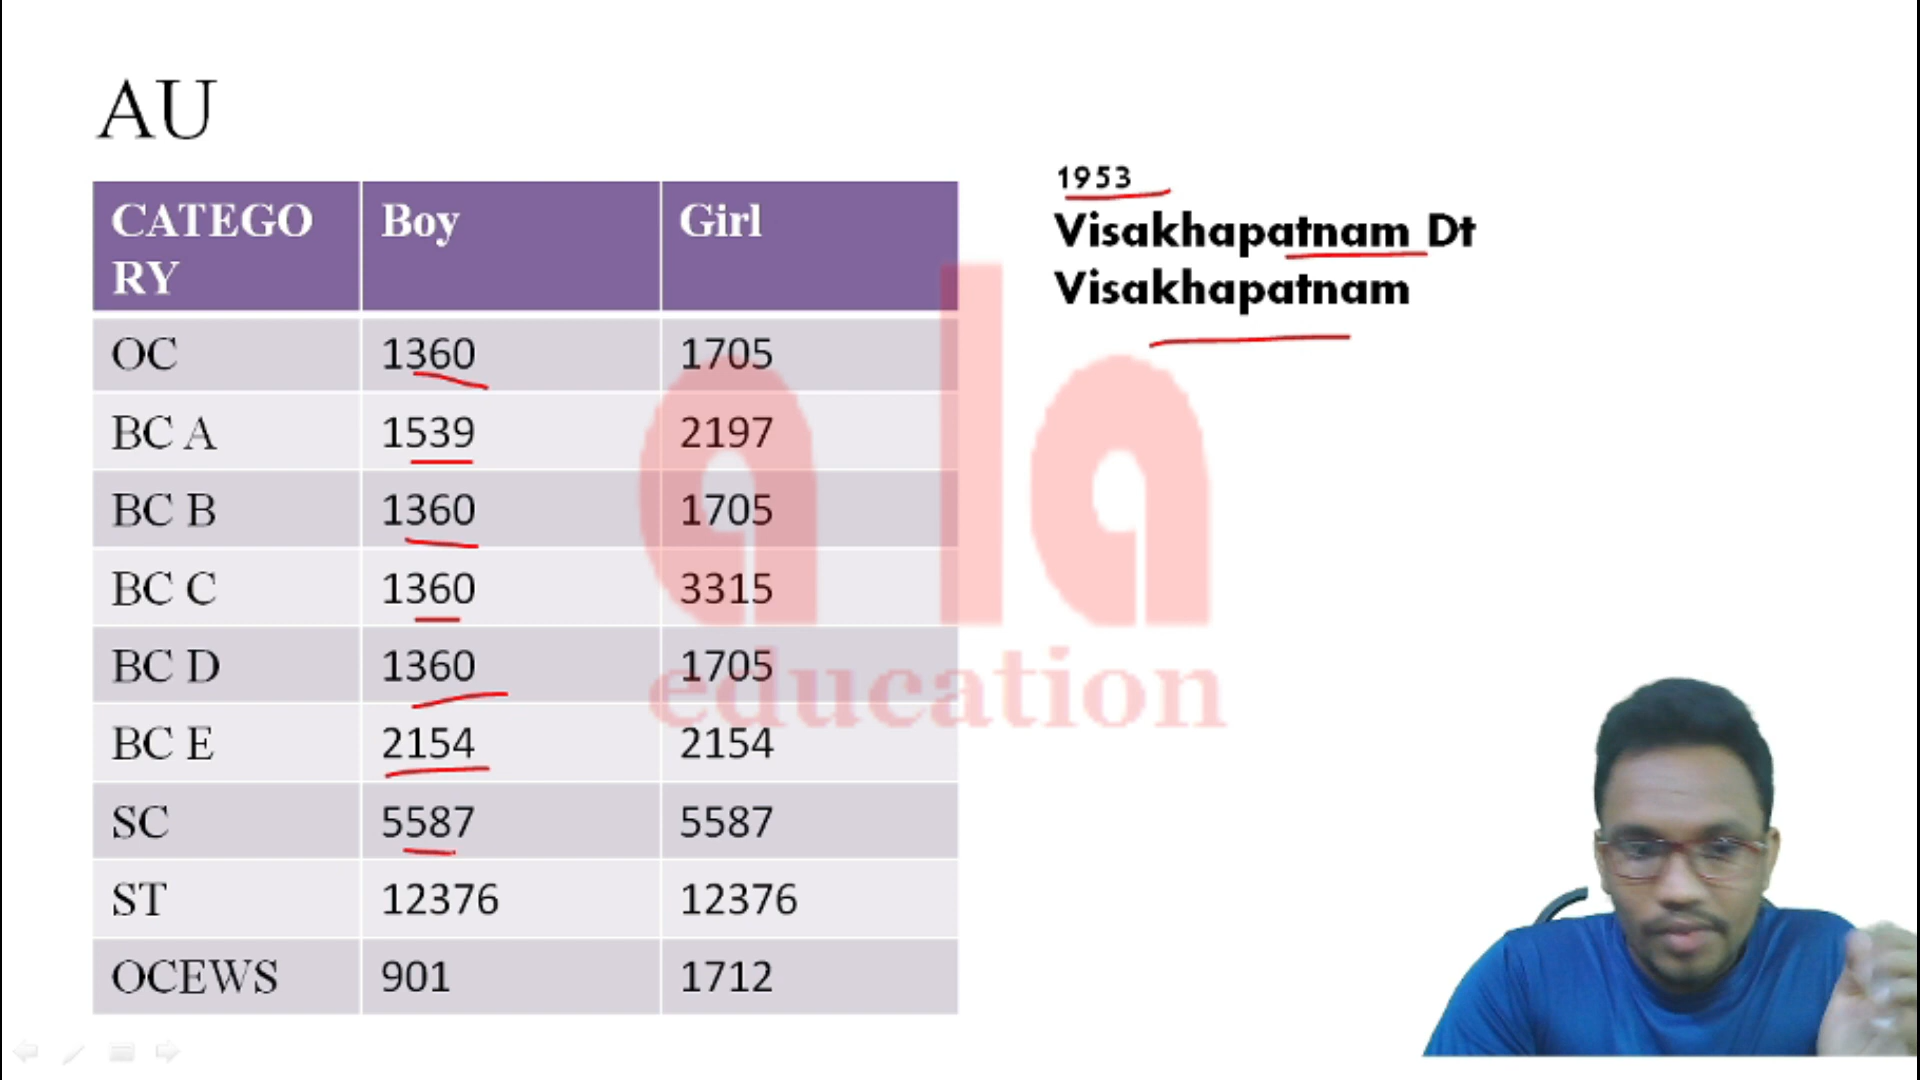 AU
CATEGO
RY
Boy
Girl
OC 1360 1705
BC A 1539 2197
BC B 1360 1705
BC C 1360 3315
BC D 1360 1705
BC E 2154 2154
SC 5587 5587
ST 12376 12376
OCEWS 901 1712
1953
Visakhapatnam Dt
Visakhapatnam
a la
education